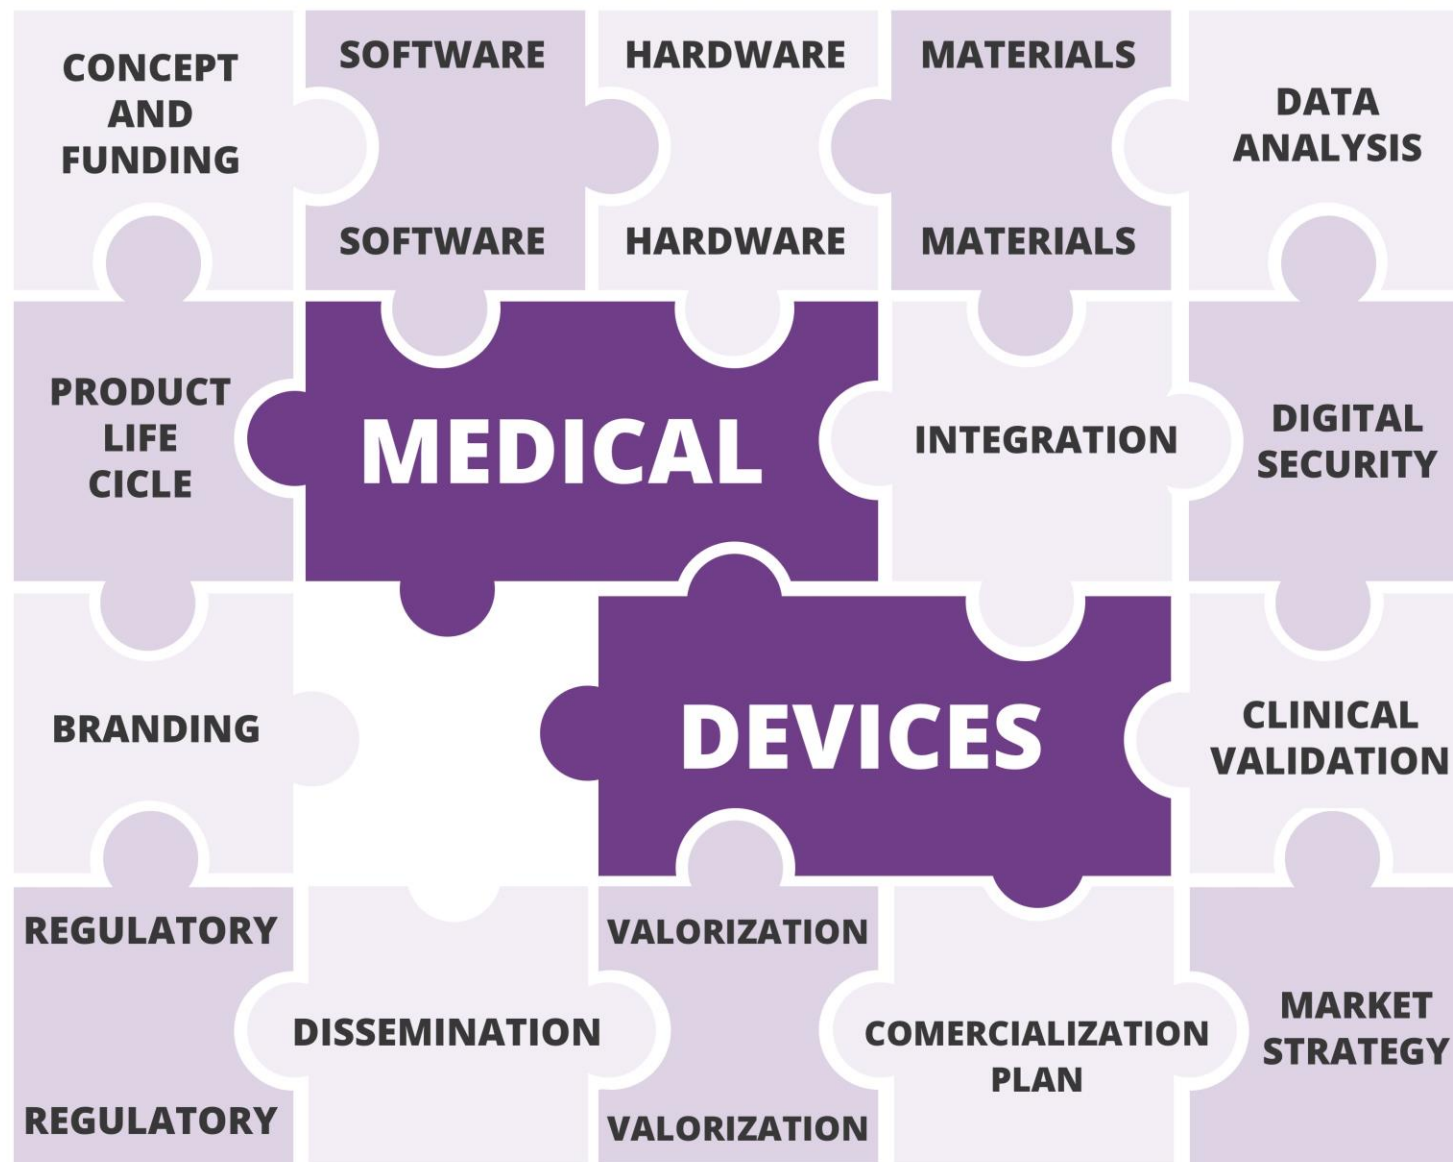 CONCEPT
AND
FUNDING
SOFTWARE
SOFTWARE
HARDWARE
HARDWARE
MATERIALS
MATERIALS
DATA
ANALYSIS
PRODUCT
LIFE
CICLE
MEDICAL
INTEGRATION
DIGITAL
SECURITY
BRANDING
DEVICES
CLINICAL
VALIDATION
REGULATORY
REGULATORY
DISSEMINATION
VALORIZATION
VALORIZATION
COMERCIALIZATION
PLAN
MARKET
STRATEGY